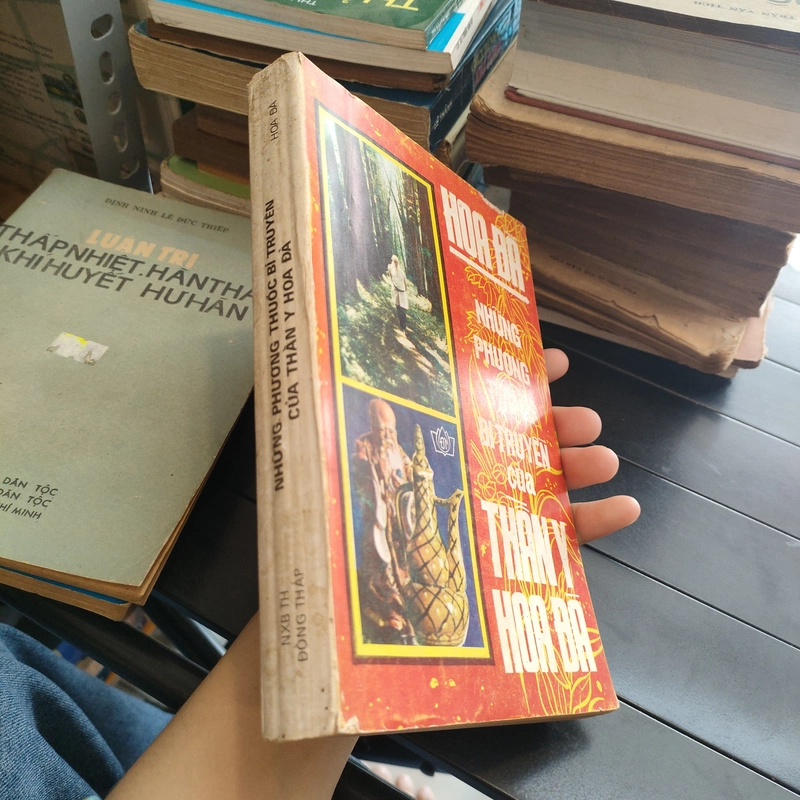 HOA ĐÀ
NHỮNG PHƯƠNG THUỐC BÍ TRUYỀN
CỦA THẦN Y HOA ĐÀ
NXB TH
ĐỒNG THÁP
HOA ĐÀ
NHỮNG
PHƯƠNG
BÍ TRUYỀN
CỦA
THẦN Y
HOA ĐÀ
ĐINH NINH LÊ ĐỨC THIẾP
LUẬN TRỊ
THẤP NHIỆT. HÀN
KHÍ HUYẾT HƯ HÀN
DÂN TỘC
DÂN TỘC
CHÍ MINH